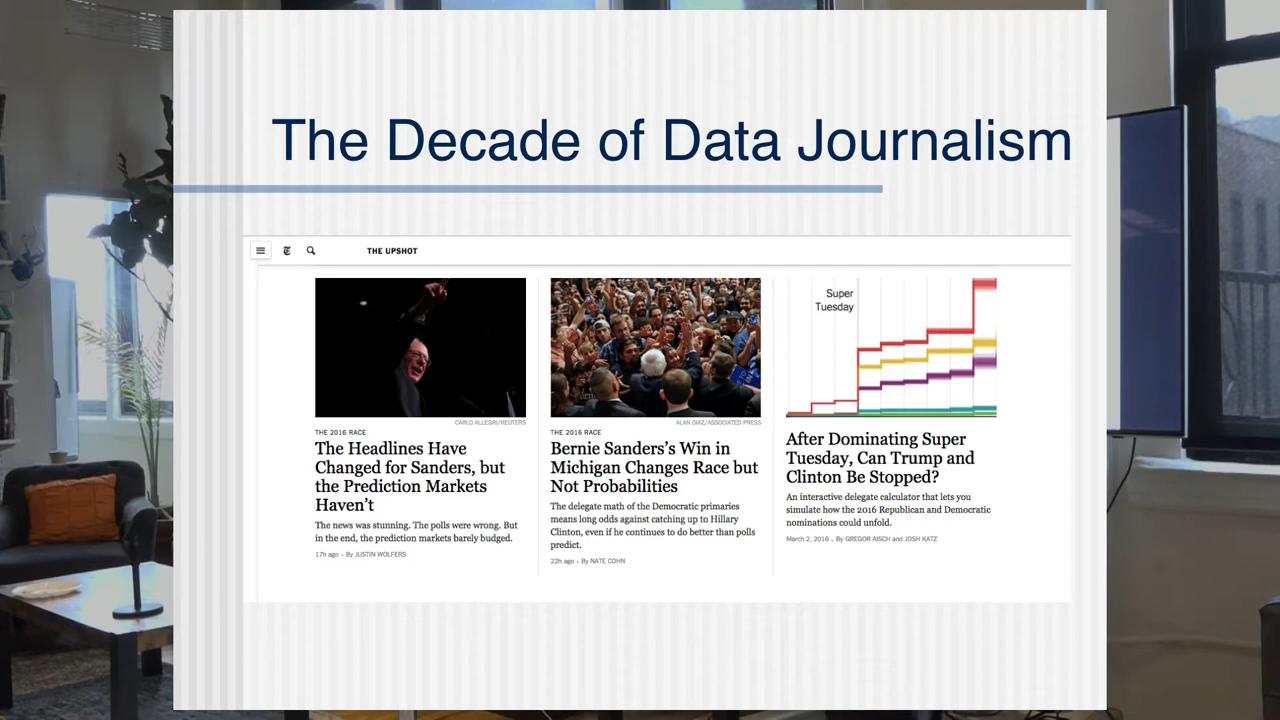 The Decade of Data Journalism
THE UPSHOT
Super
Tuesday
CARLO ALLEGRI/REUTERS
THE 2016 RACE
The Headlines Have
Changed for Sanders, but
the Prediction Markets
Haven't
The news was stunning. The polls were wrong. But
in the end, the prediction markets barely budged.
17h ago • By JUSTIN WOLFERS
ALAN DIAZ/ASSOCIATED PRESS
THE 2016 RACE
Bernie Sanders's Win in
Michigan Changes Race but
Not Probabilities
The delegate math of the Democratic primaries
means long odds against catching up to Hillary
Clinton, even if he continues to do better than polls
predict.
22h ago • By NATE COHN
After Dominating Super
Tuesday, Can Trump and
Clinton Be Stopped?
An interactive delegate calculator that lets you
simulate how the 2016 Republican and Democratic
nominations could unfold.
March 2, 2016 • By GREGOR AISCH and JOSH KATZ